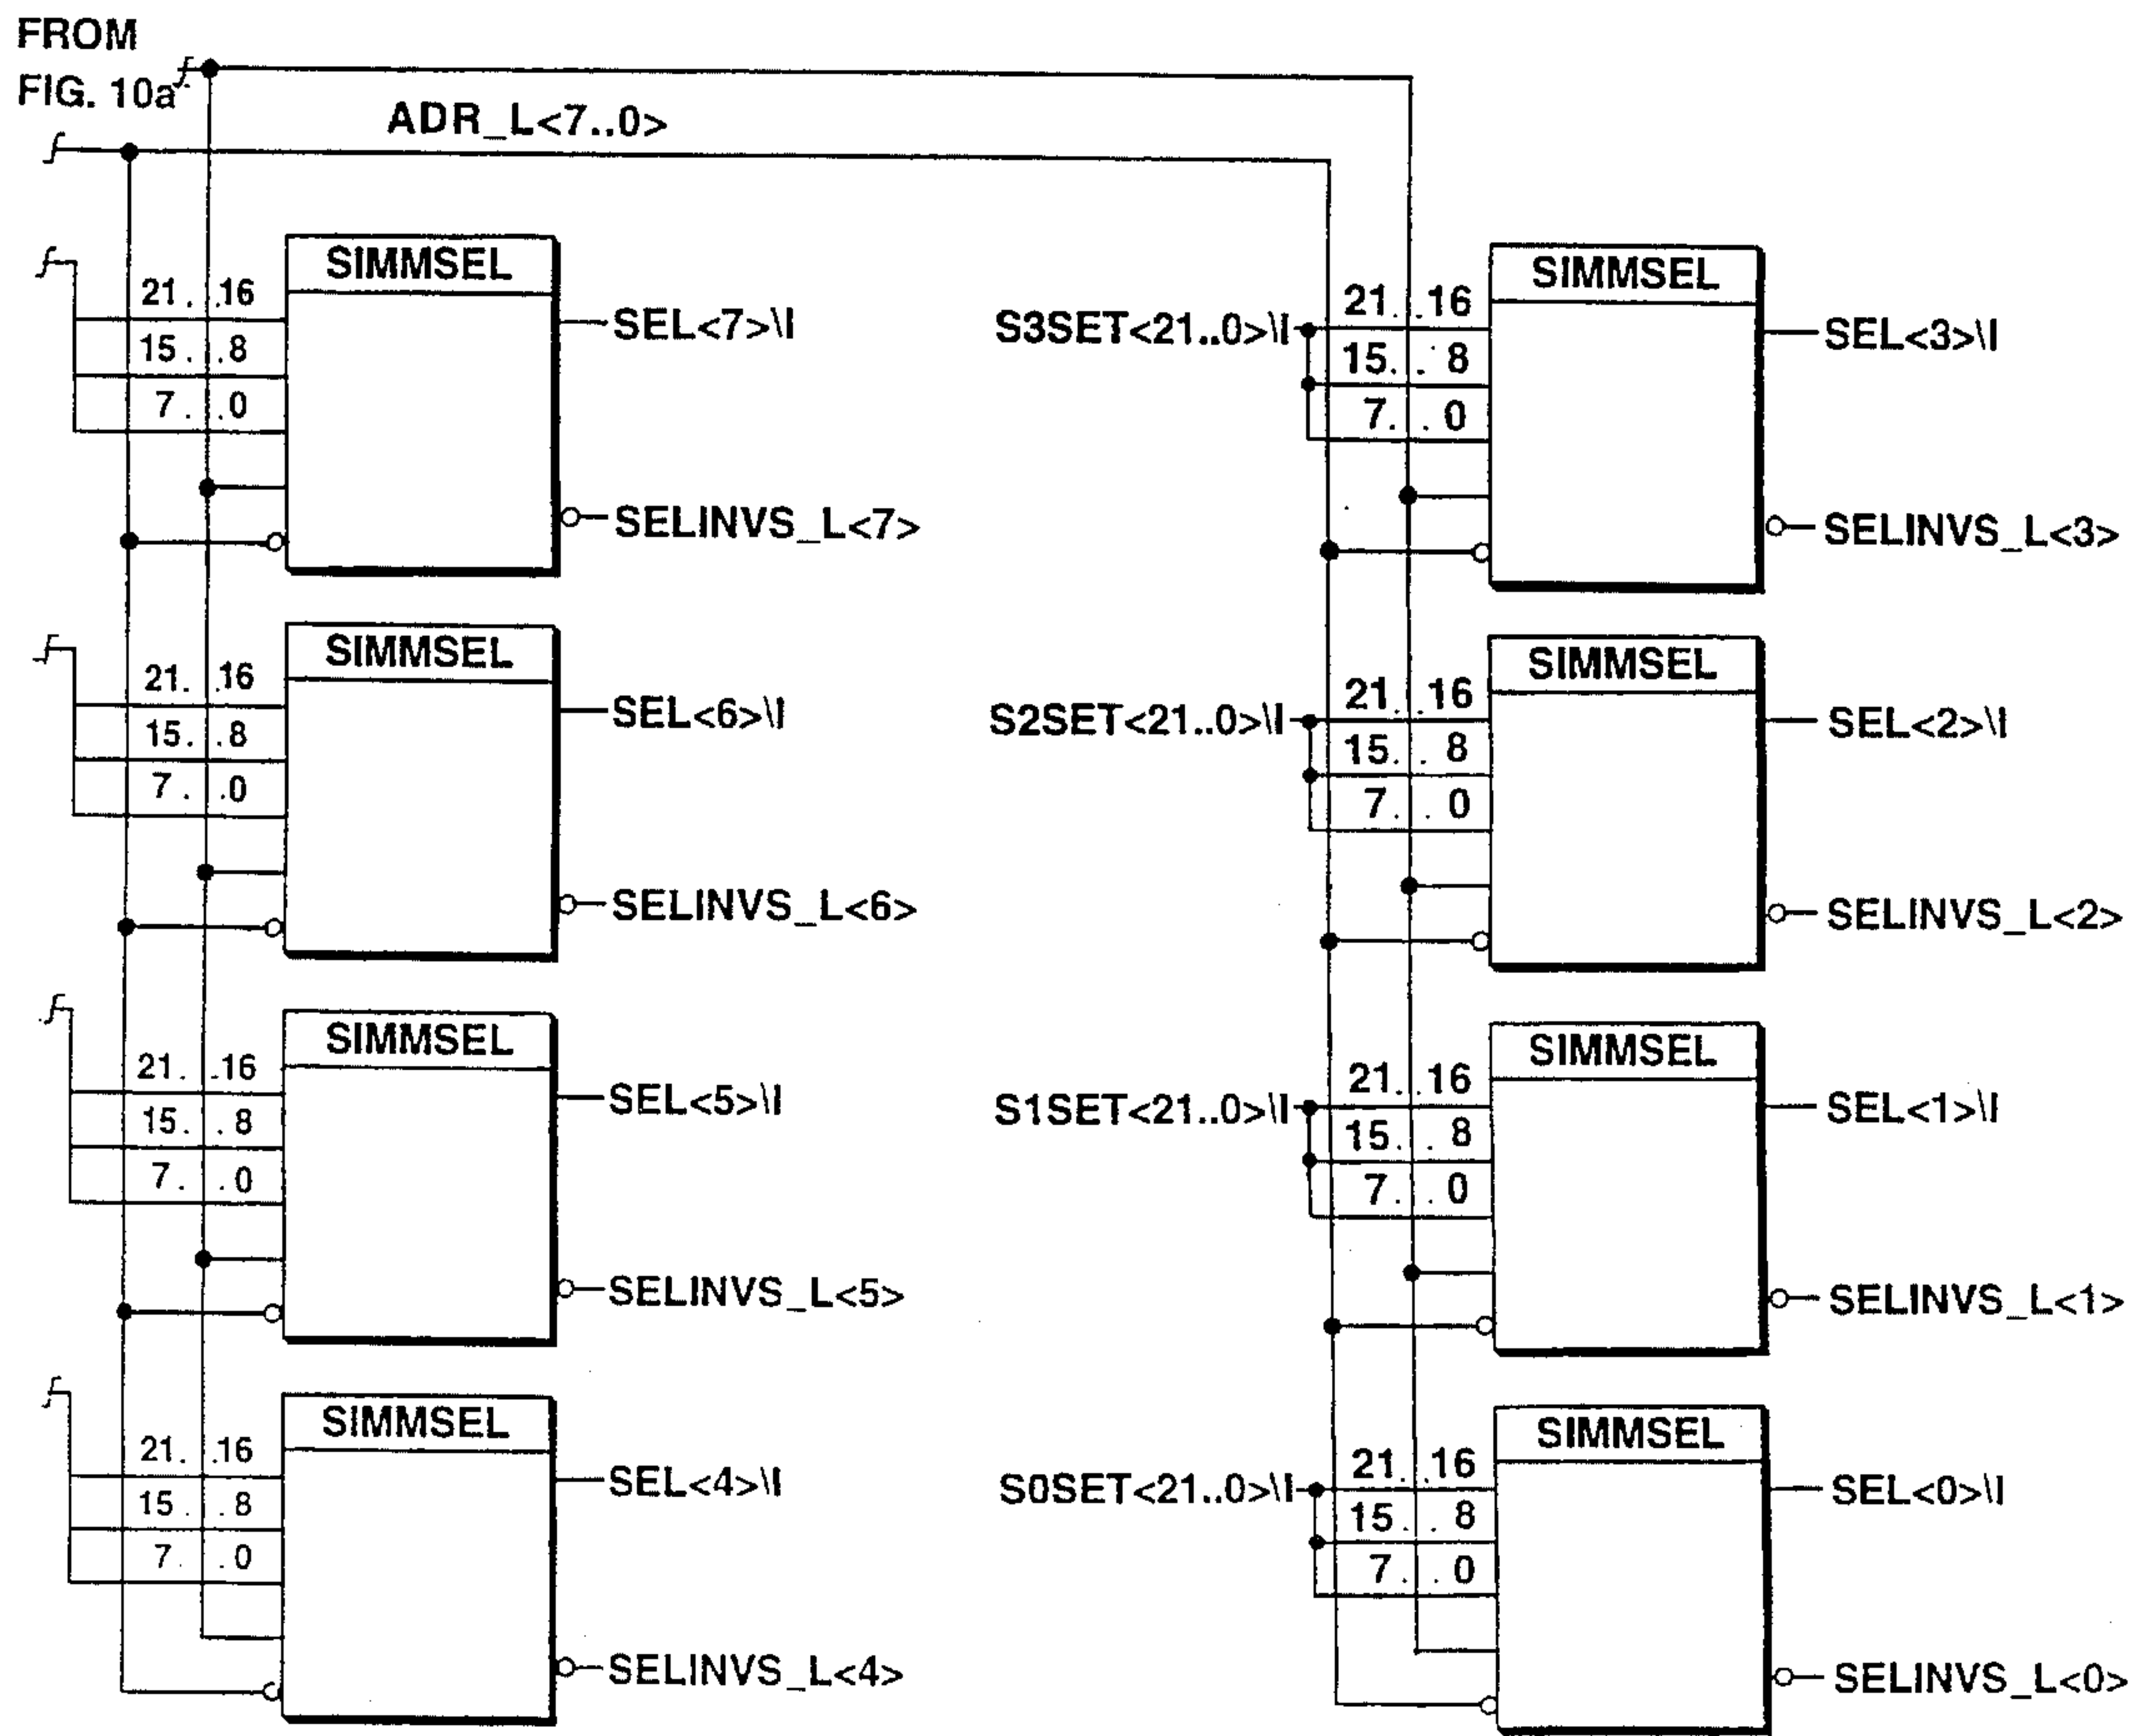 FROM
FIG. 10a
ADR_L<7..0>
SIMMSEL
21. .16
15. .8
7. .0
SEL<7>\I
SELINVS_L<7>
SIMMSEL
21. .16
15. .8
7. .0
SEL<6>\I
SELINVS_L<6>
SIMMSEL
21. .16
15. .8
7. .0
SEL<5>\I
SELINVS_L<5>
SIMMSEL
21. .16
15. .8
7. .0
SEL<4>\I
SELINVS_L<4>
SIMMSEL
S3SET<21..0>\I
21..16
15..8
7..0
SEL<3>\I
SELINVS_L<3>
SIMMSEL
S2SET<21..0>\I
21..16
15..8
7..0
SEL<2>\I
SELINVS_L<2>
SIMMSEL
S1SET<21..0>\I
21..16
15..8
7..0
SEL<1>\I
SELINVS_L<1>
SIMMSEL
S0SET<21..0>\I
21..16
15..8
7..0
SEL<0>\I
SELINVS_L<0>